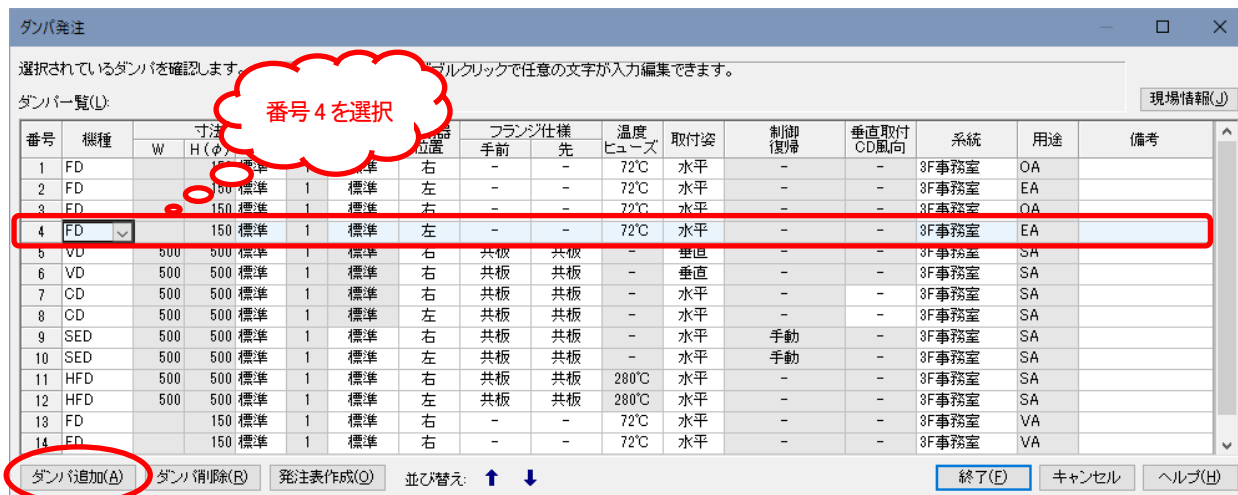 ダンパ発注
選択されているダンパを確認します。 ダブルクリックで任意の文字が入力編集できます。
ダンパ一覧(L): 現場情報(J)
番号4を選択
番号 機種 寸法 フランジ仕様 温度ヒューズ 取付姿 制御復帰 垂直取付CD風向 系統 用途 備考
W H(φ) 位置 手前 先
1 FD 150 標準 1 標準 右 - - 72℃ 水平 - - 3F事務室 OA
2 FD 150 標準 1 標準 左 - - 72℃ 水平 - - 3F事務室 EA
3 FD 150 標準 1 標準 右 - - 72℃ 水平 - - 3F事務室 OA
4 FD 150 標準 1 標準 左 - - 72℃ 水平 - - 3F事務室 EA
5 VD 500 500 標準 1 標準 右 共板 共板 - 垂直 - - 3F事務室 SA
6 VD 500 500 標準 1 標準 右 共板 共板 - 垂直 - - 3F事務室 SA
7 CD 500 500 標準 1 標準 右 共板 共板 - 水平 - - 3F事務室 SA
8 CD 500 500 標準 1 標準 左 共板 共板 - 水平 - - 3F事務室 SA
9 SED 500 500 標準 1 標準 右 共板 共板 - 水平 手動 - 3F事務室 SA
10 SED 500 500 標準 1 標準 左 共板 共板 - 水平 手動 - 3F事務室 SA
11 HFD 500 500 標準 1 標準 右 共板 共板 280℃ 水平 - - 3F事務室 SA
12 HFD 500 500 標準 1 標準 左 共板 共板 280℃ 水平 - - 3F事務室 SA
13 FD 150 標準 1 標準 右 - - 72℃ 水平 - - 3F事務室 VA
14 FD 150 標準 1 標準 右 - - 72℃ 水平 - - 3F事務室 VA
ダンパ追加(A) ダンパ削除(R) 発注表作成(O) 並び替え: ↑ ↓ 終了(F) キャンセル ヘルプ(H)